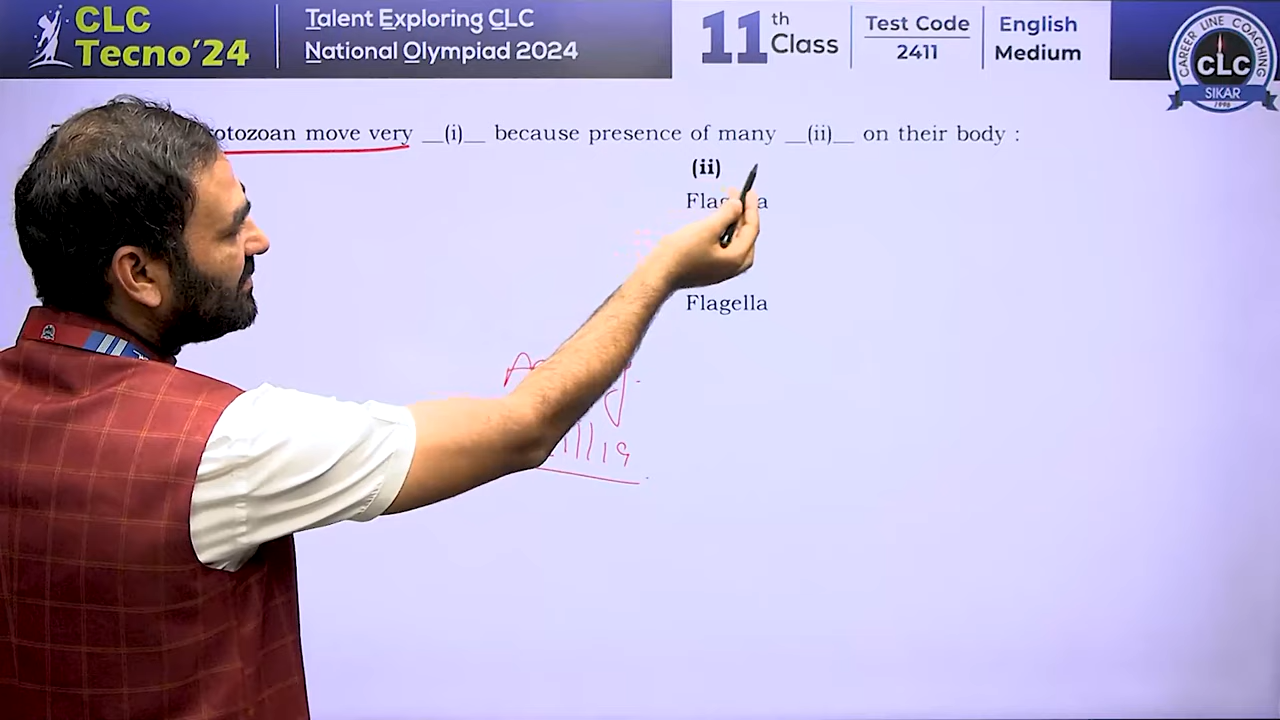 CLC
Tecno'24
Talent Exploring CLC
National Olympiad 2024
11th
Class
Test Code
2411
English
Medium
CAREER LINE COACHING
CLC
SIKAR
1996
move very __(i)__ because presence of many __(ii)__ on their body :
(ii)
Flagella